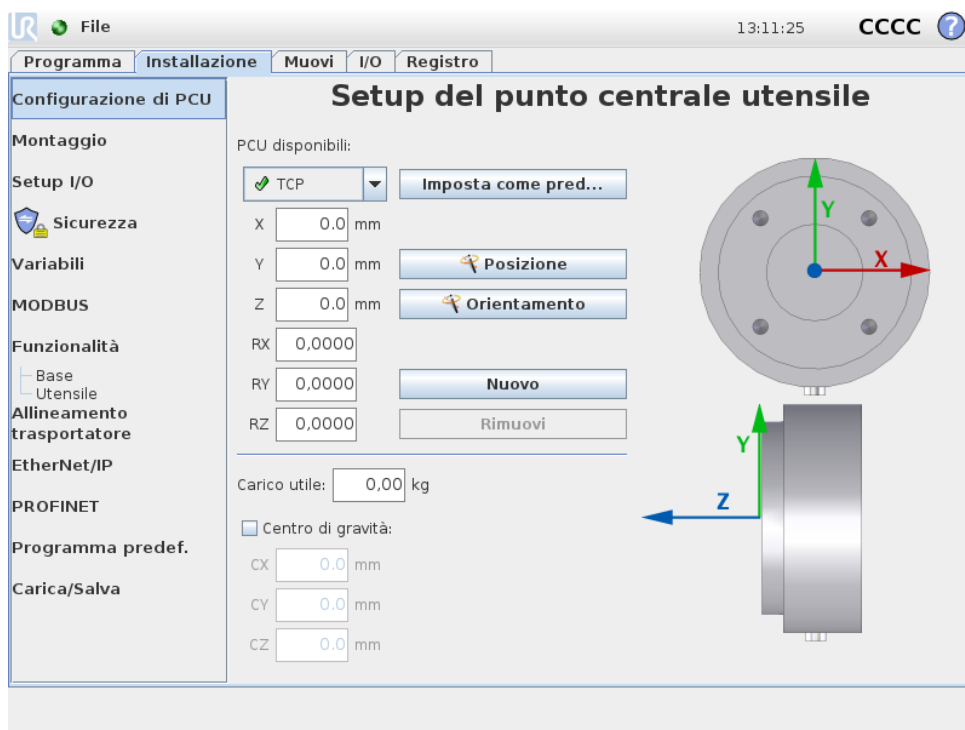 UR File 13:11:25 CCCC ?
Programma Installazione Muovi I/O Registro
Configurazione di PCU
Montaggio
Setup I/O
Sicurezza
Variabili
MODBUS
Funzionalità
Base
Utensile
Allineamento
trasportatore
EtherNet/IP
PROFINET
Programma predef.
Carica/Salva
Setup del punto centrale utensile
PCU disponibili:
TCP Imposta come pred...
X 0.0 mm
Y 0.0 mm Posizione
Z 0.0 mm Orientamento
RX 0,0000
RY 0,0000 Nuovo
RZ 0,0000 Rimuovi
Carico utile: 0,00 kg
Centro di gravità:
CX 0.0 mm
CY 0.0 mm
CZ 0.0 mm
Y
X
Y
Z